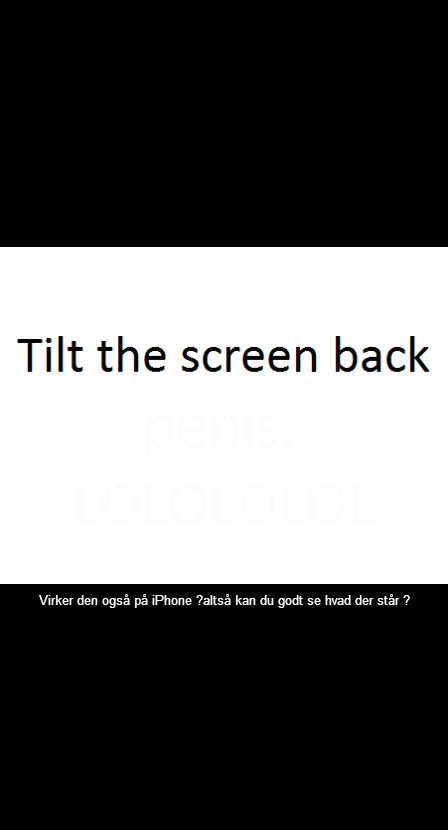 Tilt the screen back
penis.
LOLOLOLOL
Virker den også på iPhone ?altså kan du godt se hvad der står ?